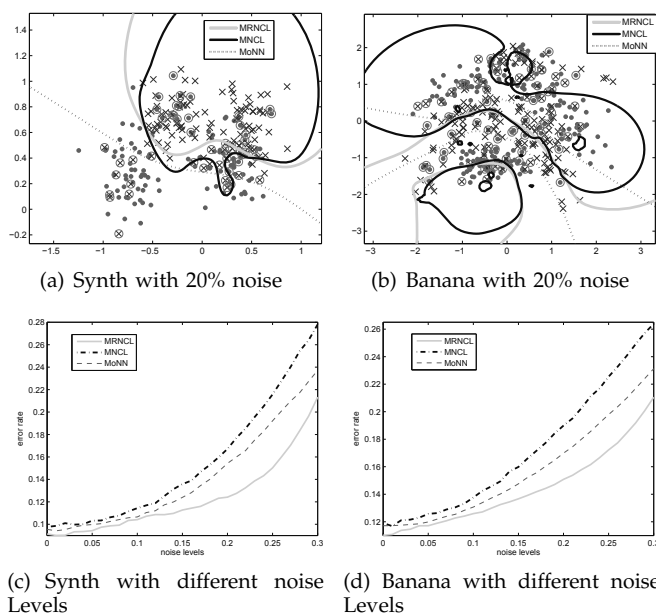 MRNCL
MNCL
MoNN
1.4
1.2
1
0.8
0.6
0.4
0.2
0
−0.2
−1.5 −1 −0.5 0 0.5 1
MRNCL
MNCL
MoNN
2
1
0
−1
−2
−3
−3 −2 −1 0 1 2 3
(a) Synth with 20% noise
(b) Banana with 20% noise
0.28
0.26
0.24
0.22
0.2
0.18
0.16
0.14
0.12
0.1
error rate
MRNCL
MNCL
MoNN
0 0.05 0.1 0.15 0.2 0.25 0.3
noise levels
0.26
0.24
0.22
0.2
0.18
0.16
0.14
0.12
error rate
MRNCL
MNCL
MoNN
0 0.05 0.1 0.15 0.2 0.25 0.3
noise levels
(c) Synth with different noise
Levels
(d) Banana with different noise
Levels